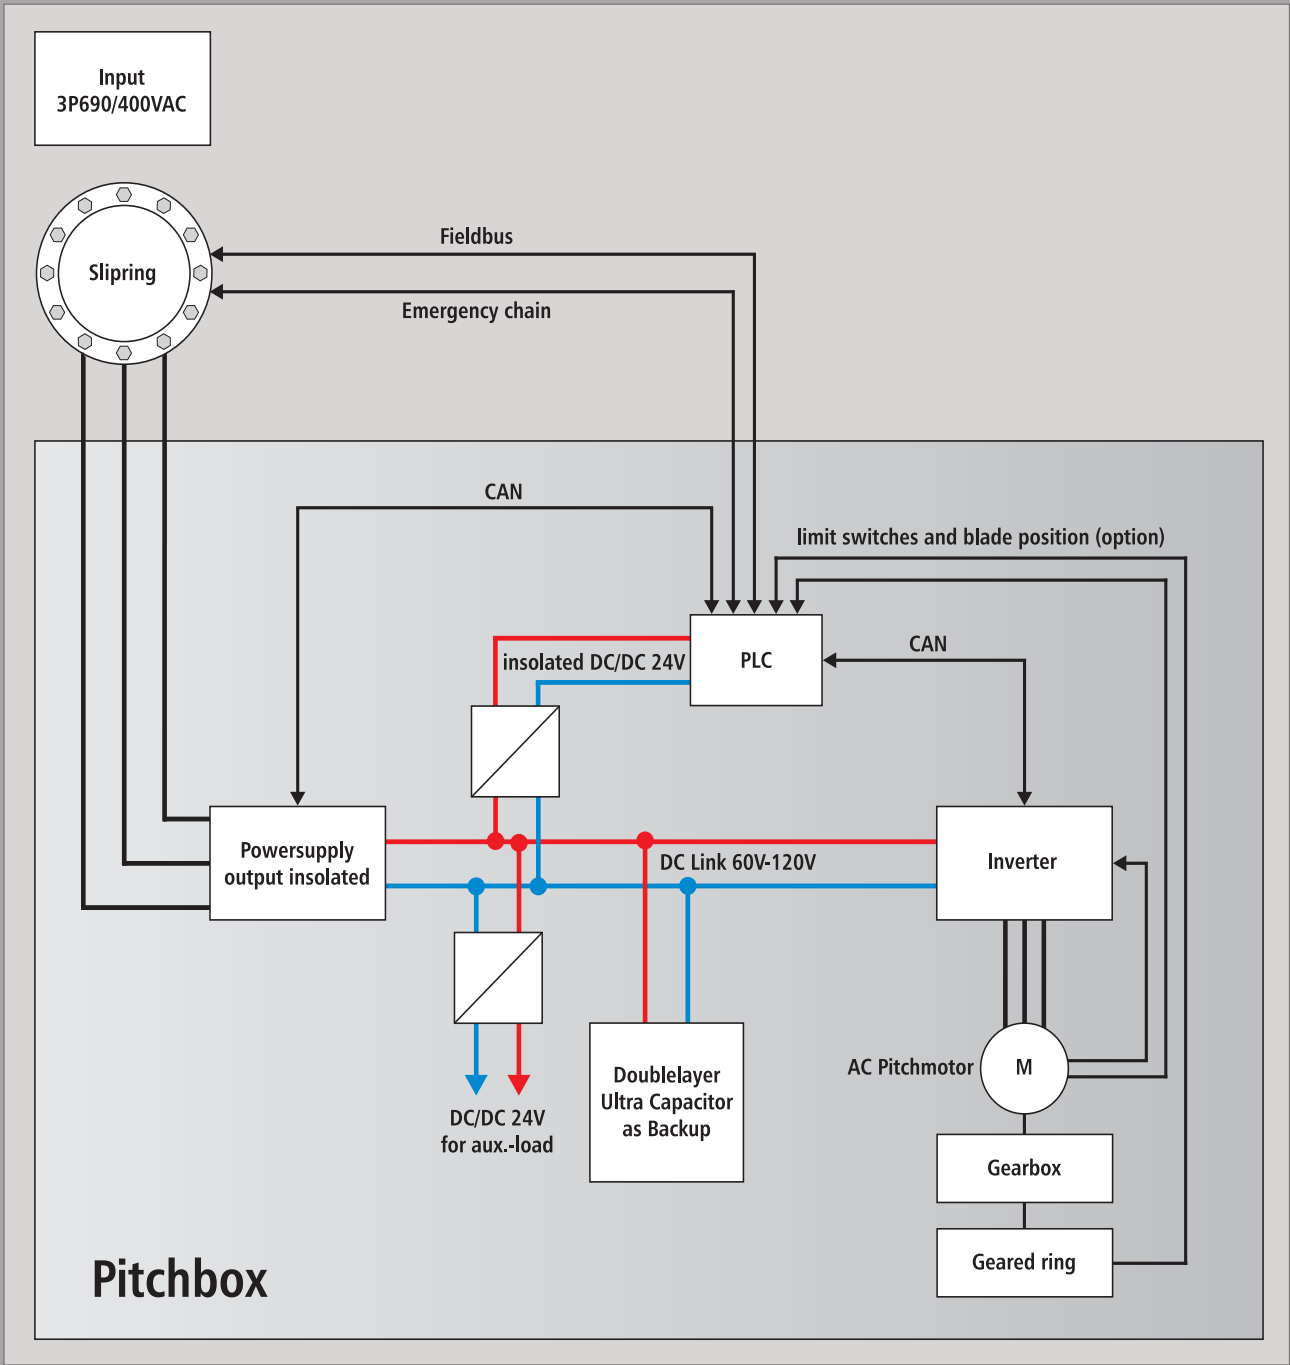 Input
3P690/400VAC
Slipring
Fieldbus
Emergency chain
CAN
limit switches and blade position (option)
insolated DC/DC 24V
PLC
CAN
Powersupply
output insolated
DC Link 60V-120V
Inverter
Doublelayer
Ultra Capacitor
as Backup
AC Pitchmotor
M
DC/DC 24V
for aux.-load
Gearbox
Geared ring
Pitchbox